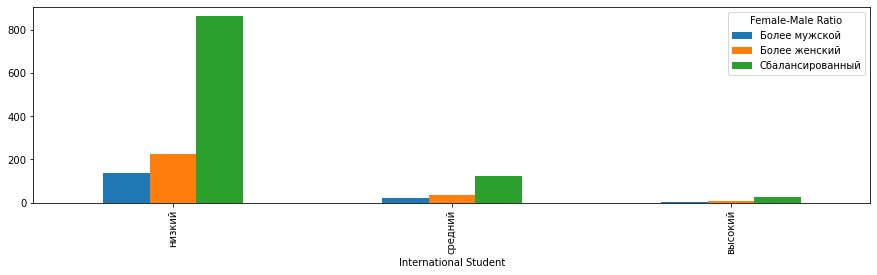 Female-Male Ratio
Более мужской
Более женский
Сбалансированный
800
600
400
200
0
низкий
средний
высокий
International Student